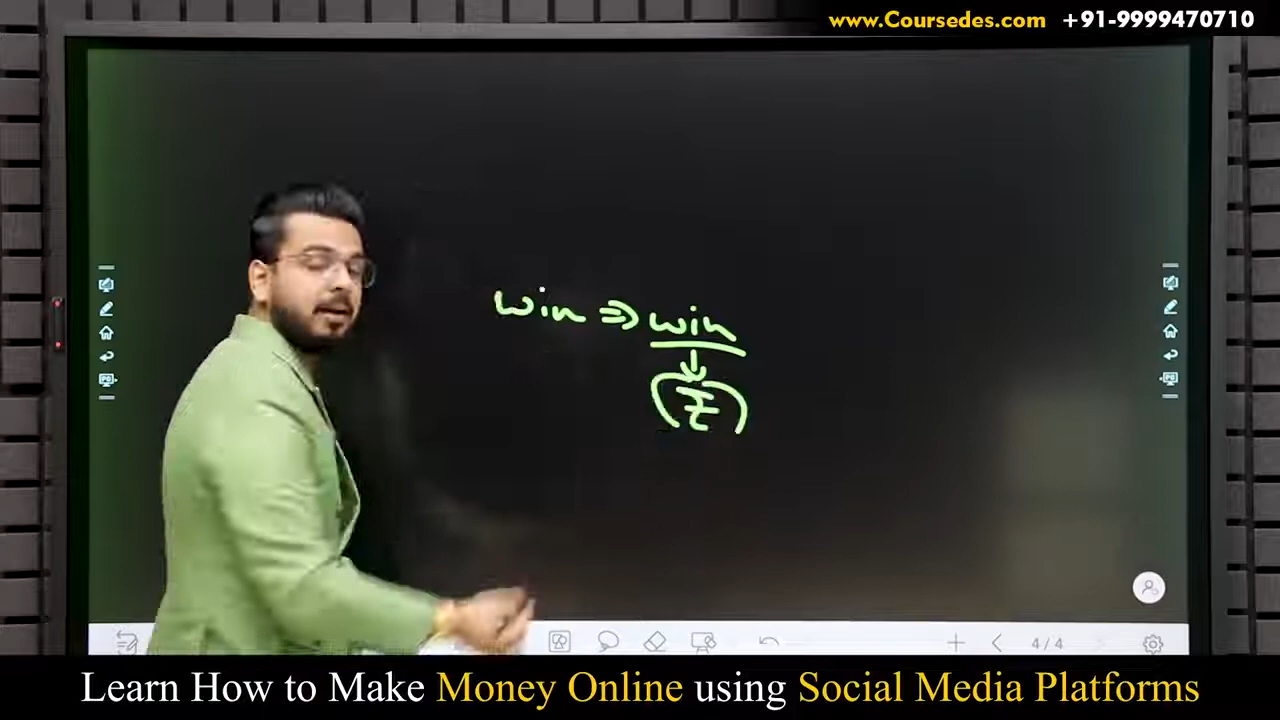 www.Coursedes.com +91-9999470710
win ⇒ win
↓
(₹)
4/4
Learn How to Make Money Online using Social Media Platforms